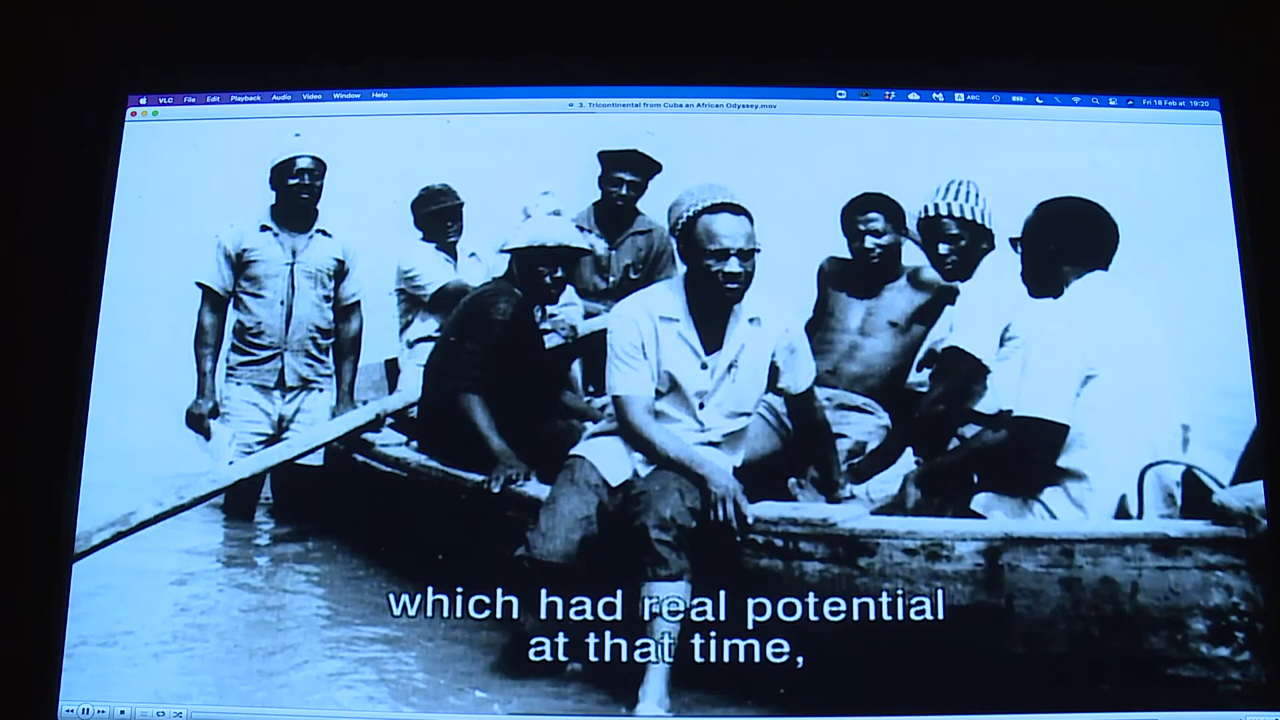 VLC File Edit Playback Audio Video Window Help
ABC
Fri 18 Feb at 19:20
3. Tricontinental from Cuba an African Odyssey.mov
which had real potential
at that time,